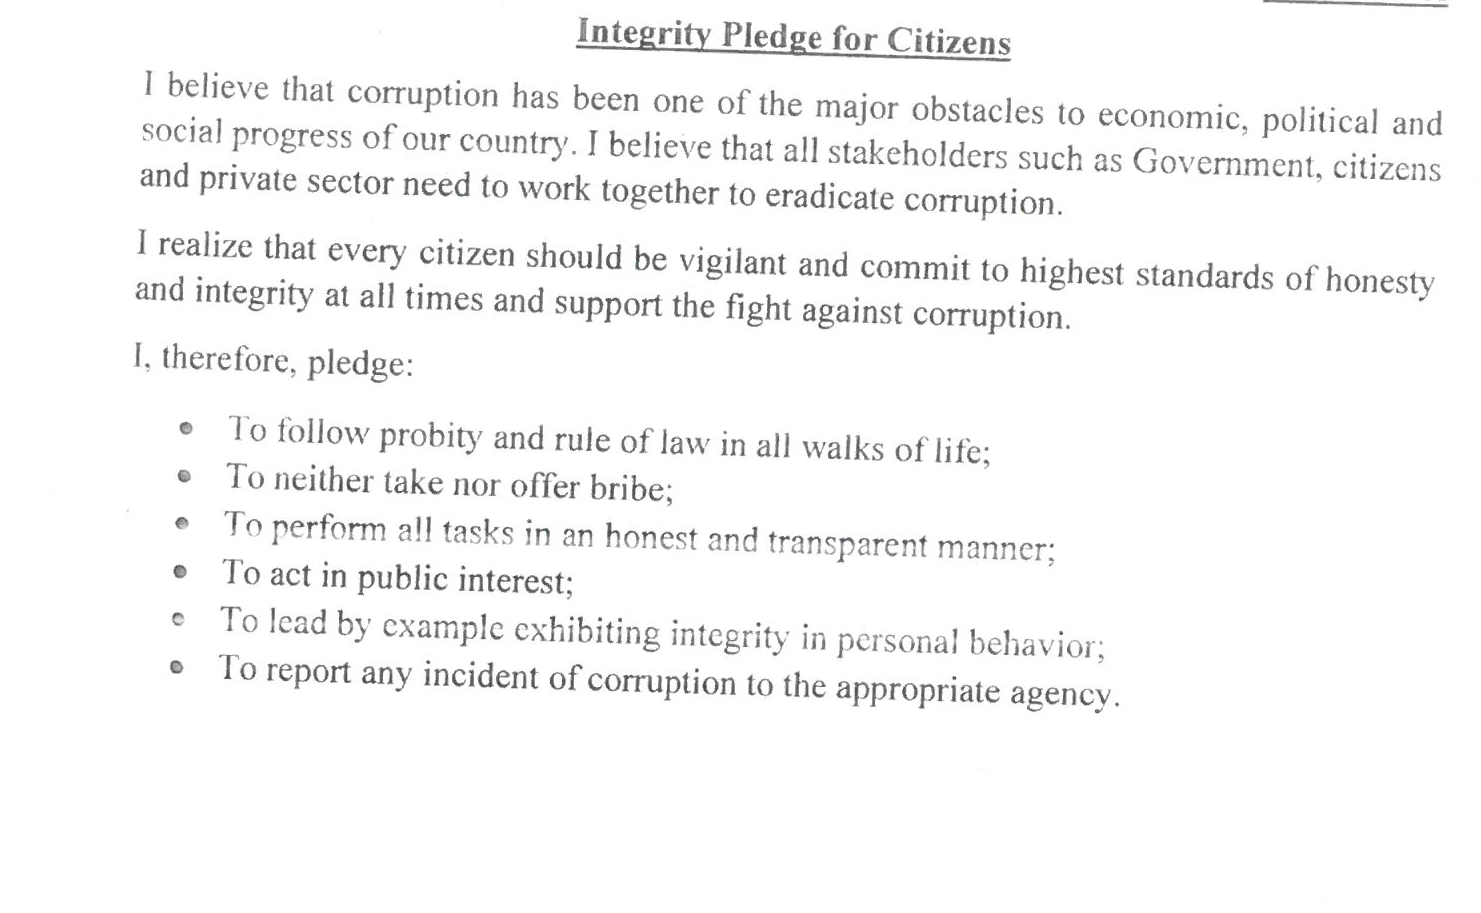 Integrity Pledge for Citizens
I believe that corruption has been one of the major obstacles to economic, political and
social progress of our country. I believe that all stakeholders such as Government, citizens
and private sector need to work together to eradicate corruption.
I realize that every citizen should be vigilant and commit to highest standards of honesty
and integrity at all times and support the fight against corruption.
I, therefore, pledge:
• To follow probity and rule of law in all walks of life;
• To neither take nor offer bribe;
• To perform all tasks in an honest and transparent manner;
• To act in public interest;
• To lead by example exhibiting integrity in personal behavior;
• To report any incident of corruption to the appropriate agency.